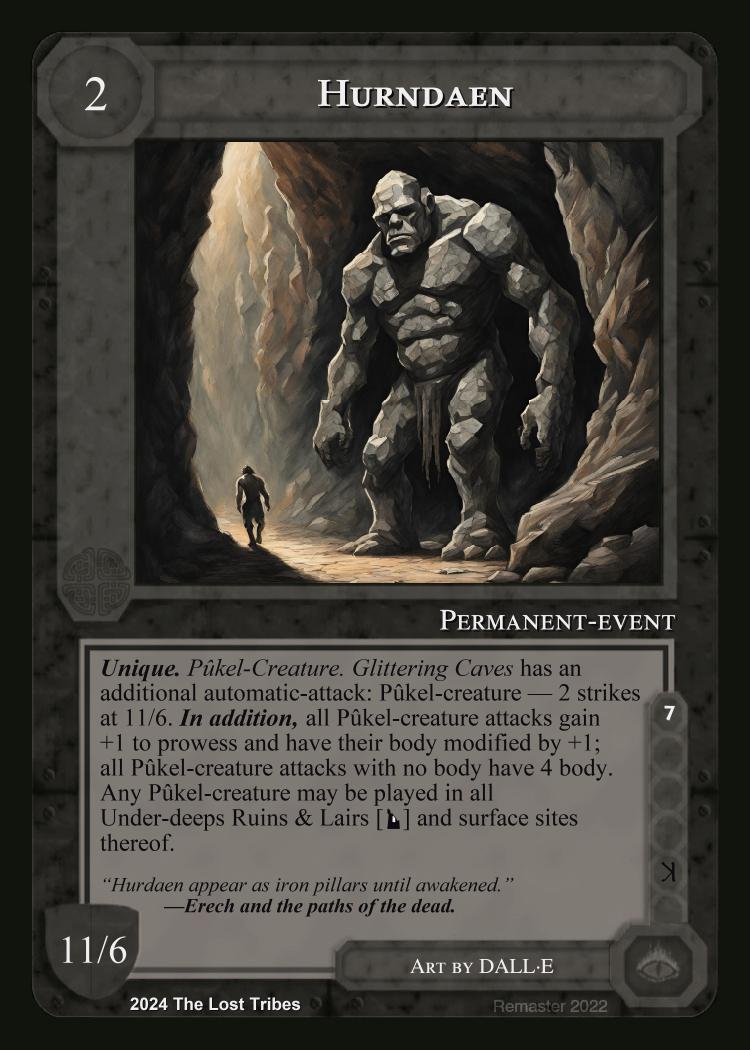 2
Hurndaen
Permanent-event
Unique. Pûkel-Creature. Glittering Caves has an
additional automatic-attack: Pûkel-creature — 2 strikes
at 11/6. In addition, all Pûkel-creature attacks gain
+1 to prowess and have their body modified by +1;
all Pûkel-creature attacks with no body have 4 body.
Any Pûkel-creature may be played in all
Under-deeps Ruins & Lairs [ ] and surface sites
thereof.
7
“Hurdaen appear as iron pillars until awakened.”
—Erech and the paths of the dead.
11/6
Art by DALL·E
2024 The Lost Tribes
Remaster 2022